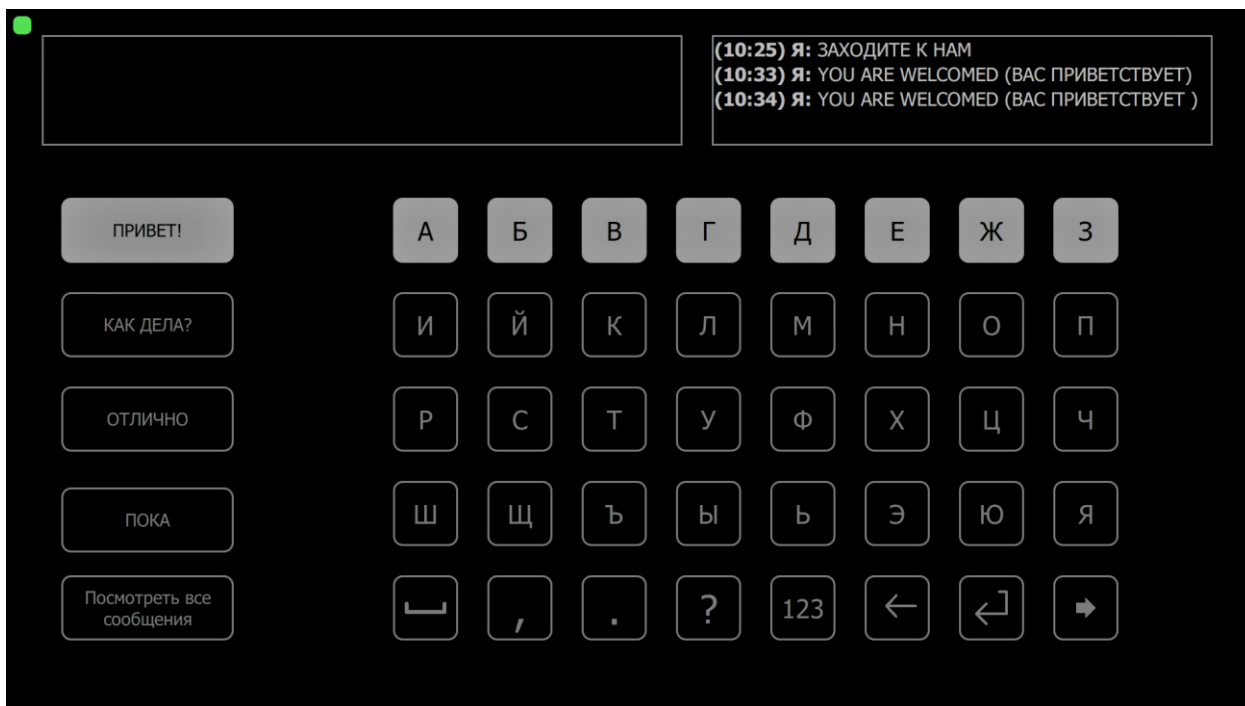 (10:25) Я: ЗАХОДИТЕ К НАМ
(10:33) Я: YOU ARE WELCOMED (ВАС ПРИВЕТСТВУЕТ)
(10:34) Я: YOU ARE WELCOMED (ВАС ПРИВЕТСТВУЕТ )
ПРИВЕТ! А Б В Г Д Е Ж З
КАК ДЕЛА? И Й К Л М Н О П
ОТЛИЧНО Р С Т У Ф Х Ц Ч
ПОКА Ш Щ Ъ Ы Ь Э Ю Я
Посмотреть все
сообщения
, . ? 123